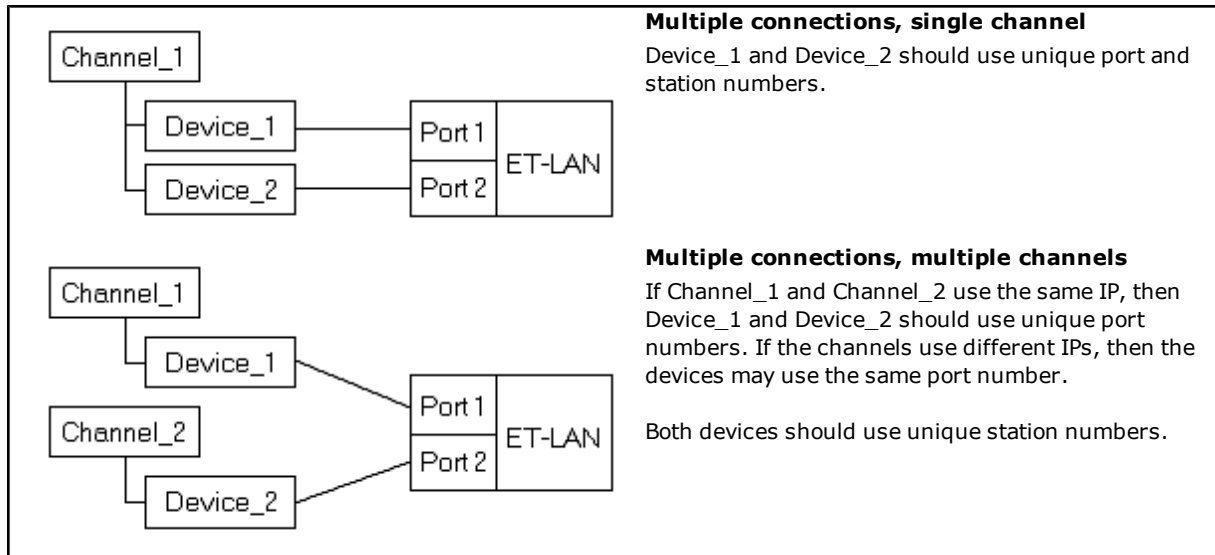 Multiple connections, single channel
Channel_1
Device_1 and Device_2 should use unique port and
station numbers.
Device_1
Port 1
ET-LAN
Device_2
Port 2
Multiple connections, multiple channels
Channel_1
If Channel_1 and Channel_2 use the same IP, then
Device_1 and Device_2 should use unique port
numbers. If the channels use different IPs, then the
devices may use the same port number.
Device_1
Port 1
ET-LAN
Channel_2
Port 2
Both devices should use unique station numbers.
Device_2